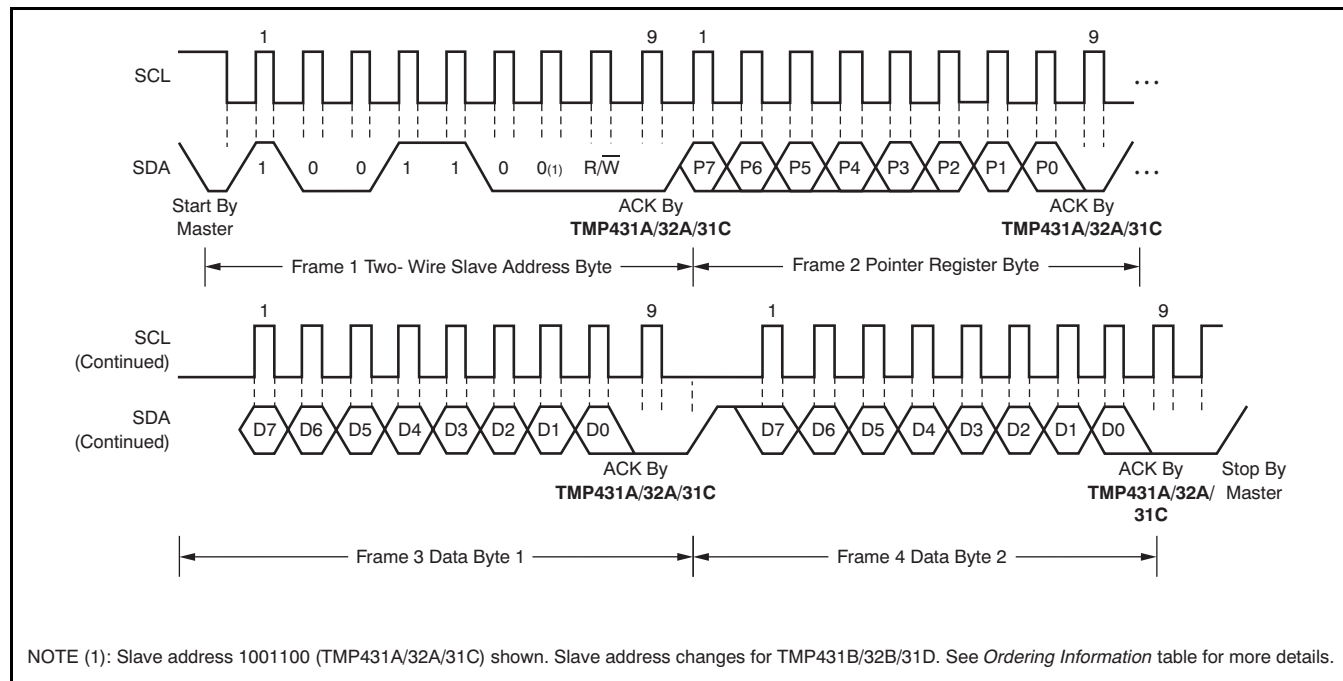 1 9 1 9
SCL ...
SDA 1 0 0 1 1 0 0(1) R/W̅ P7 P6 P5 P4 P3 P2 P1 P0 ...
Start By Master
ACK By TMP431A/32A/31C
ACK By TMP431A/32A/31C
Frame 1 Two- Wire Slave Address Byte
Frame 2 Pointer Register Byte
1 9 1 9
SCL (Continued)
SDA (Continued)
D7 D6 D5 D4 D3 D2 D1 D0 D7 D6 D5 D4 D3 D2 D1 D0
ACK By TMP431A/32A/31C
ACK By TMP431A/32A/31C
Stop By Master
Frame 3 Data Byte 1
Frame 4 Data Byte 2
NOTE (1): Slave address 1001100 (TMP431A/32A/31C) shown. Slave address changes for TMP431B/32B/31D. See Ordering Information table for more details.